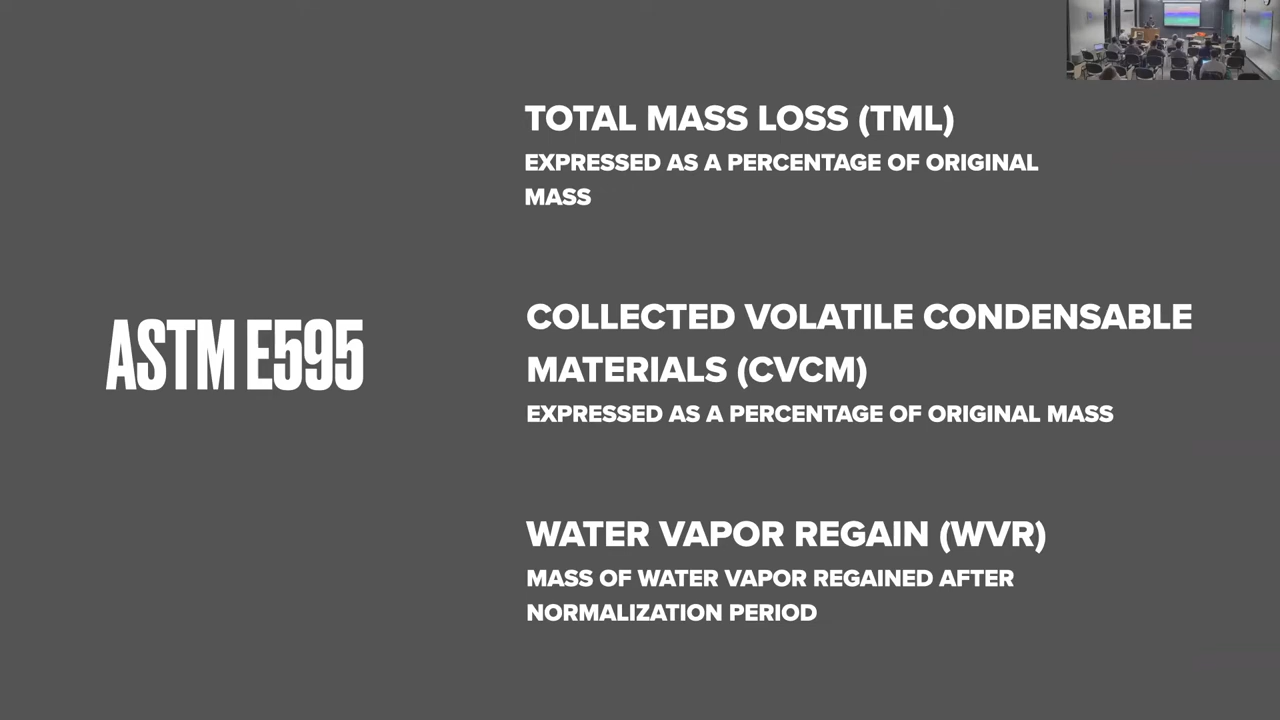 TOTAL MASS LOSS (TML)
EXPRESSED AS A PERCENTAGE OF ORIGINAL
MASS
ASTM E595
COLLECTED VOLATILE CONDENSABLE
MATERIALS (CVCM)
EXPRESSED AS A PERCENTAGE OF ORIGINAL MASS
WATER VAPOR REGAIN (WVR)
MASS OF WATER VAPOR REGAINED AFTER
NORMALIZATION PERIOD